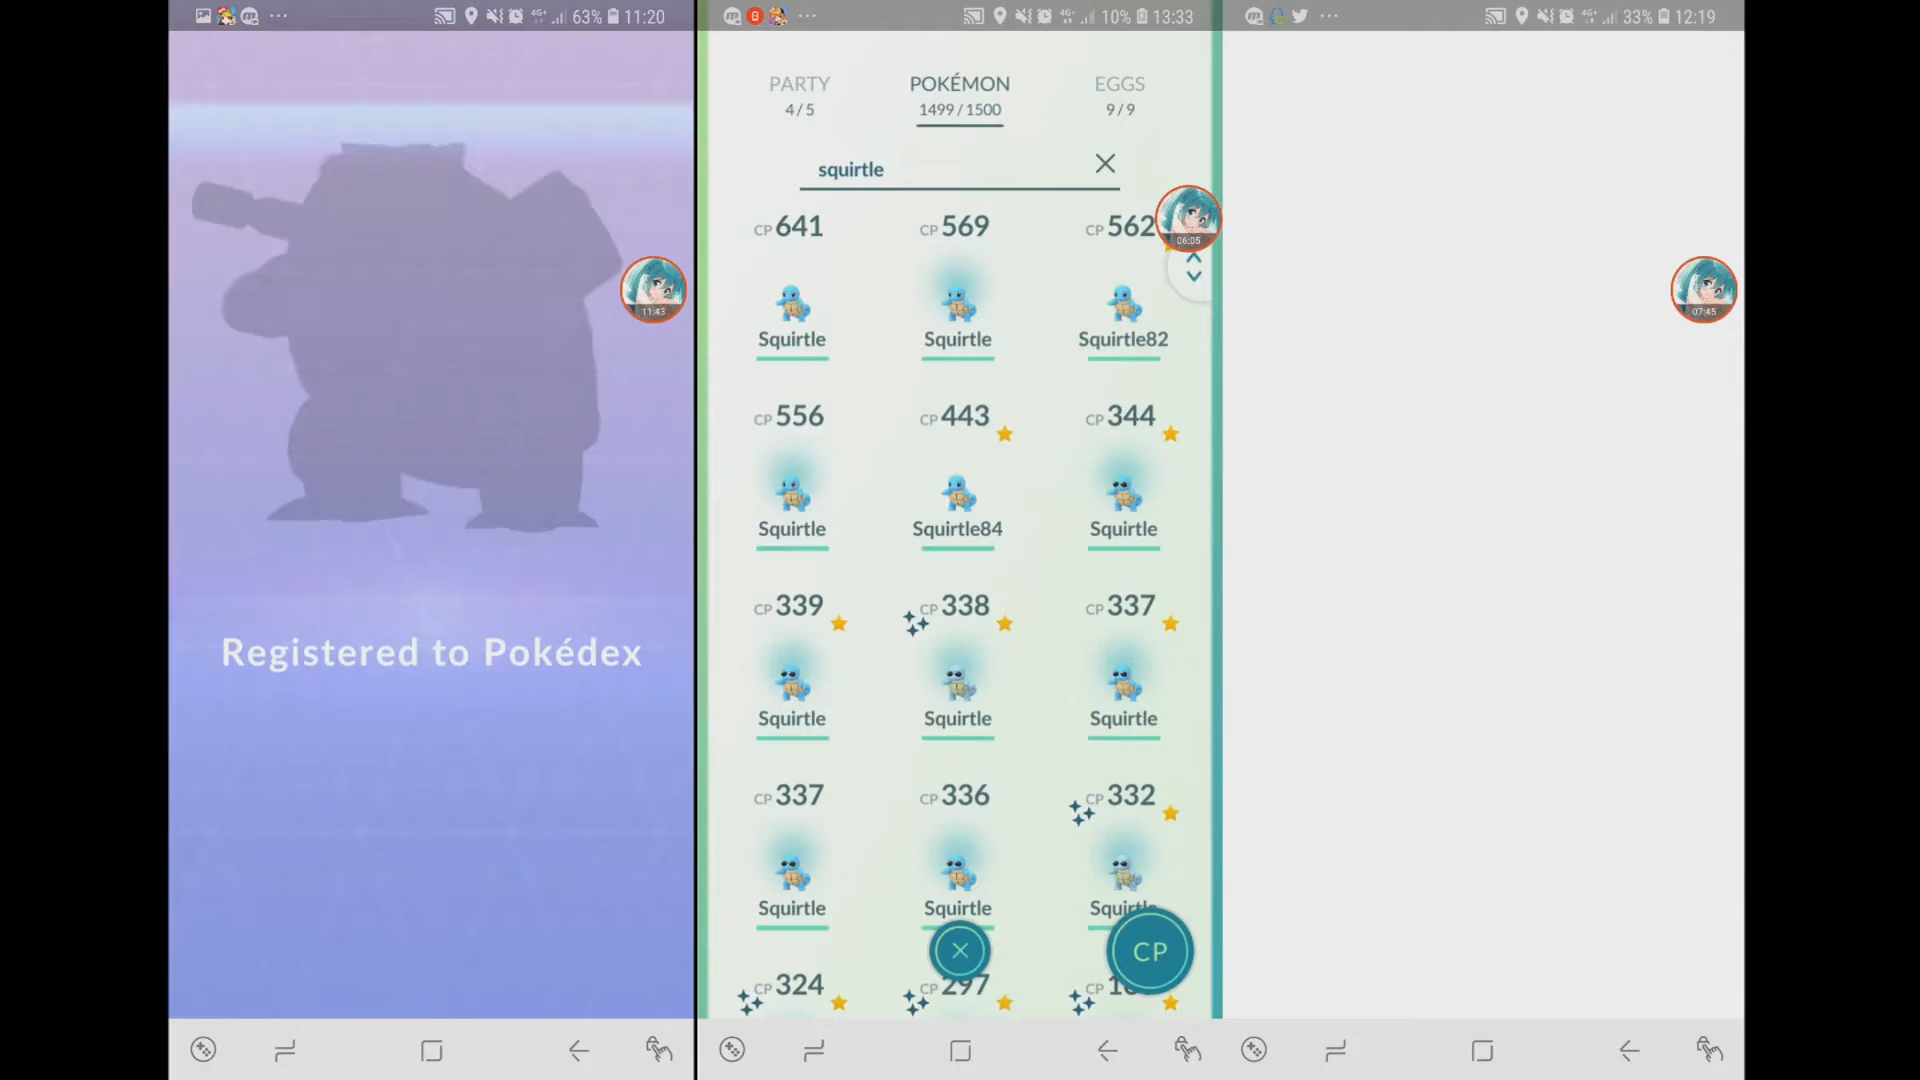 63% 11:20
11:43
Registered to Pokédex
10% 13:33
PARTY POKÉMON EGGS
4 / 5 1499 / 1500 9 / 9
squirtle
CP 641 CP 569 CP 562
06:05
Squirtle Squirtle Squirtle82
CP 556 CP 443 CP 344
Squirtle Squirtle84 Squirtle
CP 339 CP 338 CP 337
Squirtle Squirtle Squirtle
CP 337 CP 336 CP 332
Squirtle Squirtle Squirtle
CP
CP 324 CP 297 CP
33% 12:19
07:45